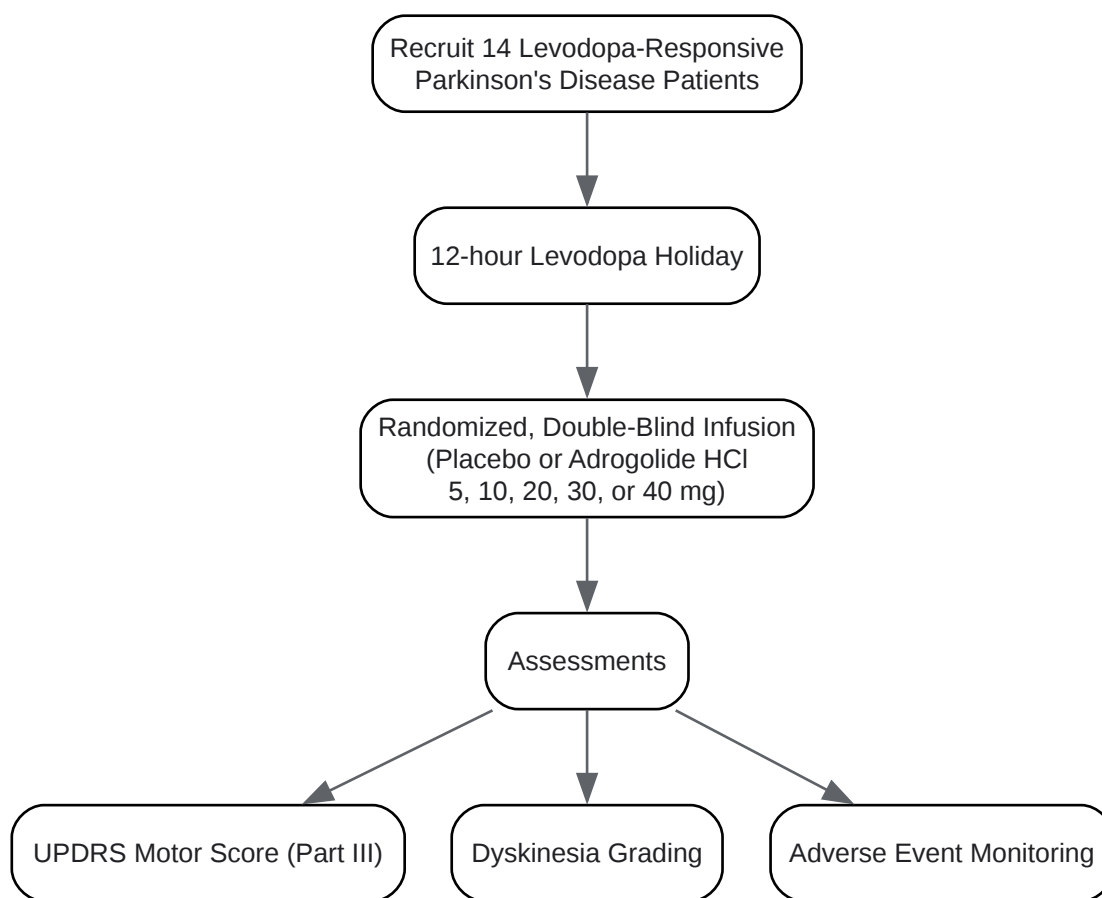 Recruit 14 Levodopa-Responsive
Parkinson's Disease Patients
12-hour Levodopa Holiday
Randomized, Double-Blind Infusion
(Placebo or Adrogolide HCl
5, 10, 20, 30, or 40 mg)
Assessments
UPDRS Motor Score (Part III)
Dyskinesia Grading
Adverse Event Monitoring